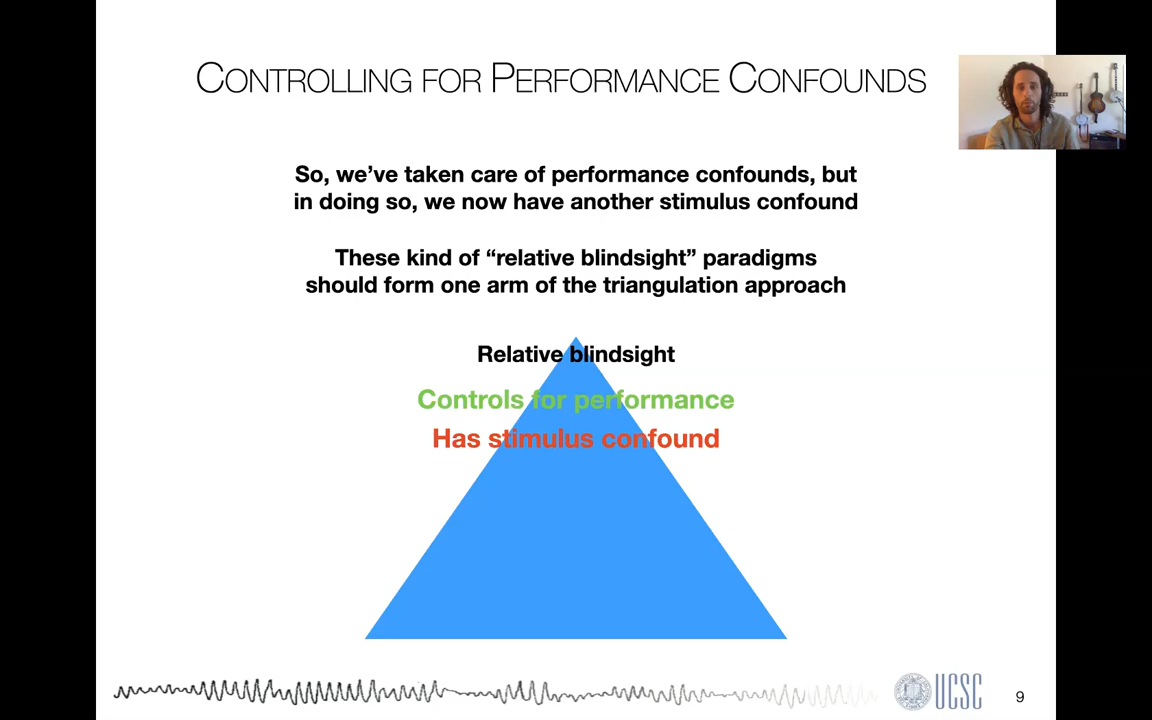 CONTROLLING FOR PERFORMANCE CONFOUNDS
So, we've taken care of performance confounds, but
in doing so, we now have another stimulus confound
These kind of “relative blindsight” paradigms
should form one arm of the triangulation approach
Relative blindsight
Controls for performance
Has stimulus confound
UCSC
9